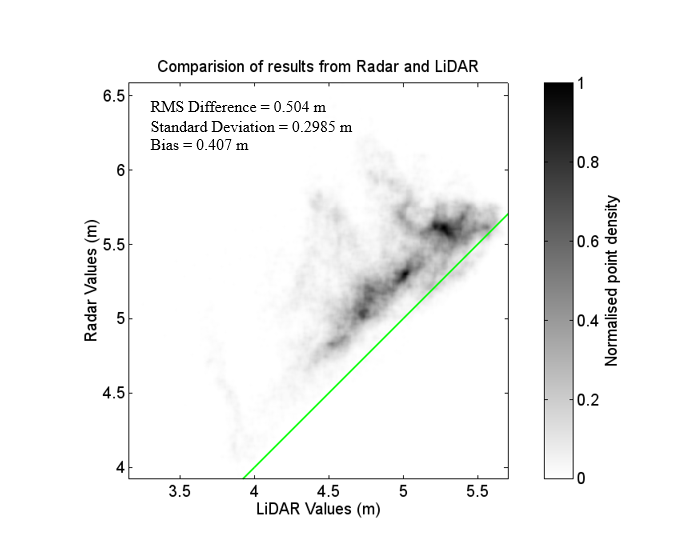 Comparision of results from Radar and LiDAR
RMS Difference = 0.504 m
Standard Deviation = 0.2985 m
Bias = 0.407 m
6.5
6
5.5
5
4.5
4
Radar Values (m)
3.5
4
4.5
5
5.5
LiDAR Values (m)
1
0.8
0.6
0.4
0.2
0
Normalised point density